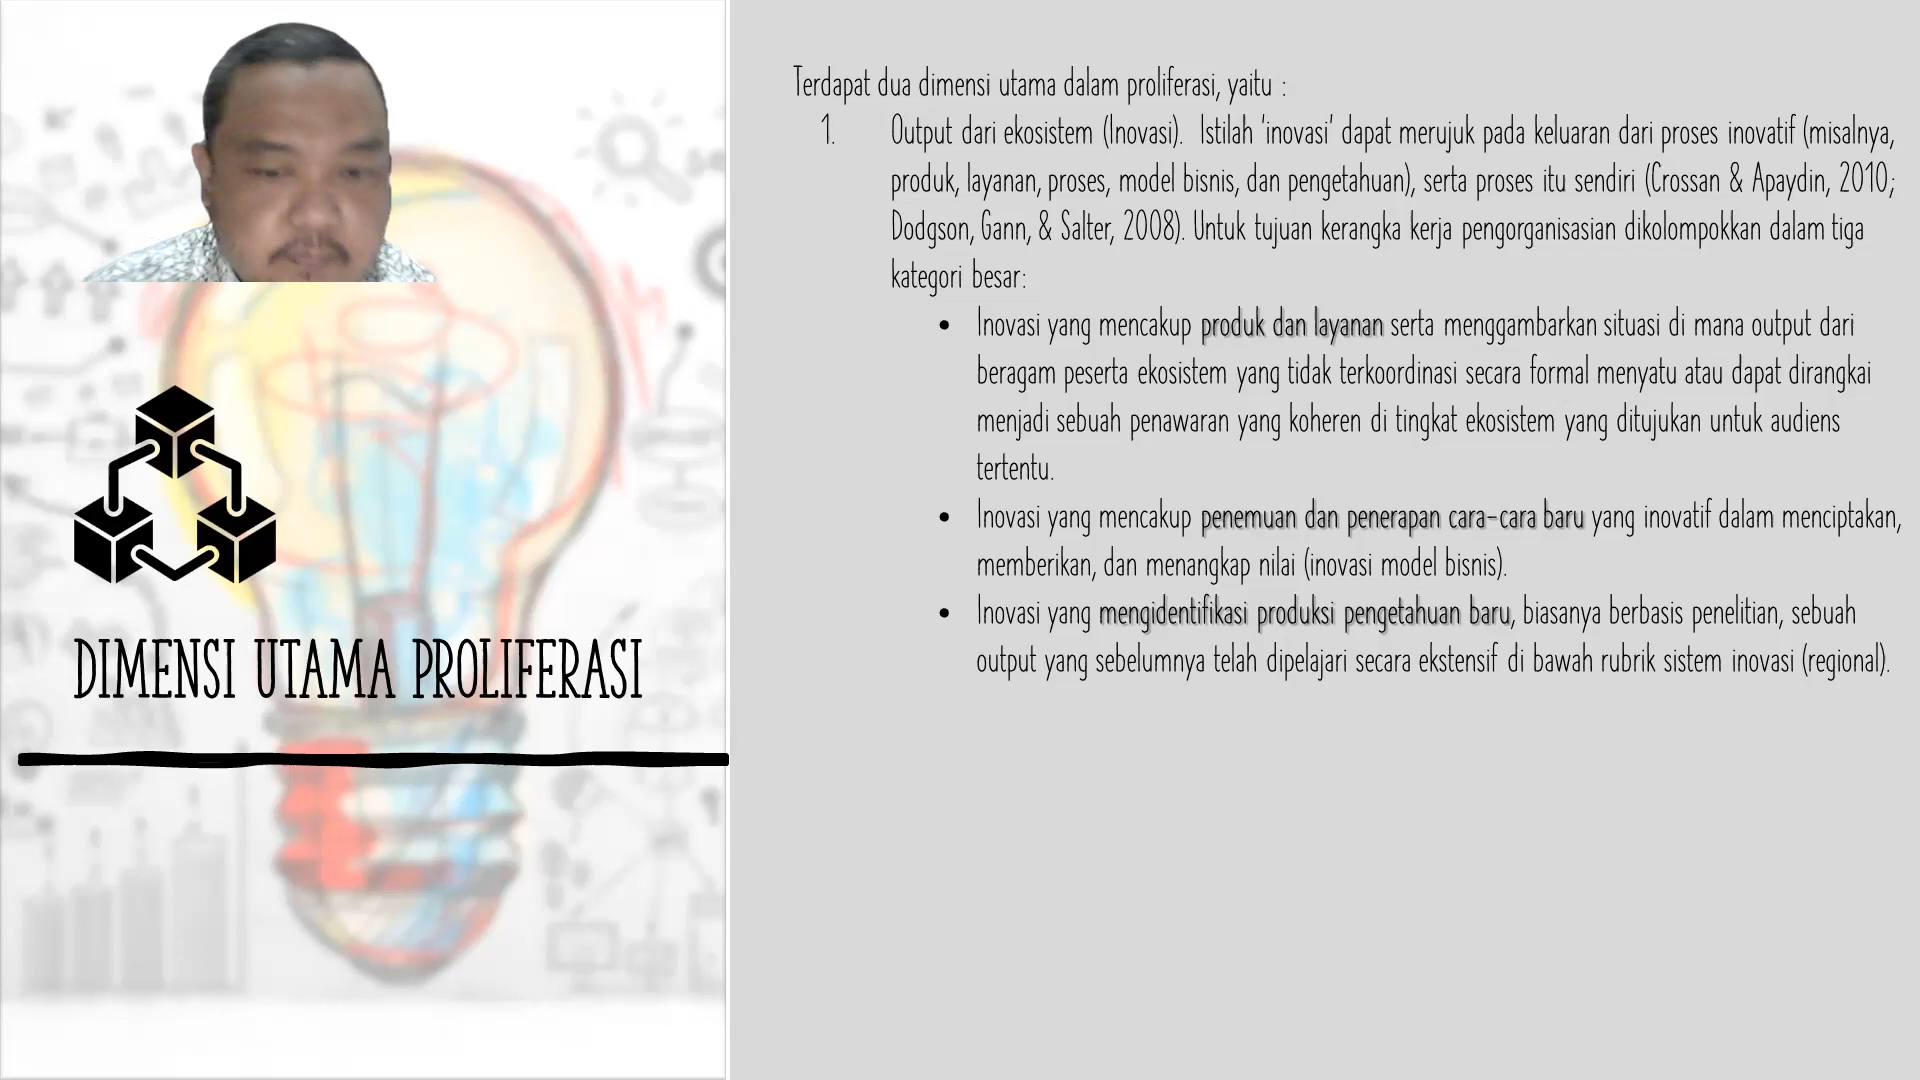 DIMENSI UTAMA PROLIFERASI
Terdapat dua dimensi utama dalam proliferasi, yaitu :
1. Output dari ekosistem (Inovasi). Istilah 'inovasi' dapat merujuk pada keluaran dari proses inovatif (misalnya,
produk, layanan, proses, model bisnis, dan pengetahuan), serta proses itu sendiri (Crossan & Apaydin, 2010;
Dodgson, Gann, & Salter, 2008). Untuk tujuan kerangka kerja pengorganisasian dikolompokkan dalam tiga
kategori besar:
• Inovasi yang mencakup produk dan layanan serta menggambarkan situasi di mana output dari
beragam peserta ekosistem yang tidak terkoordinasi secara formal menyatu atau dapat dirangkai
menjadi sebuah penawaran yang koheren di tingkat ekosistem yang ditujukan untuk audiens
tertentu.
• Inovasi yang mencakup penemuan dan penerapan cara-cara baru yang inovatif dalam menciptakan,
memberikan, dan menangkap nilai (inovasi model bisnis).
• Inovasi yang mengidentifikasi produksi pengetahuan baru, biasanya berbasis penelitian, sebuah
output yang sebelumnya telah dipelajari secara ekstensif di bawah rubrik sistem inovasi (regional).